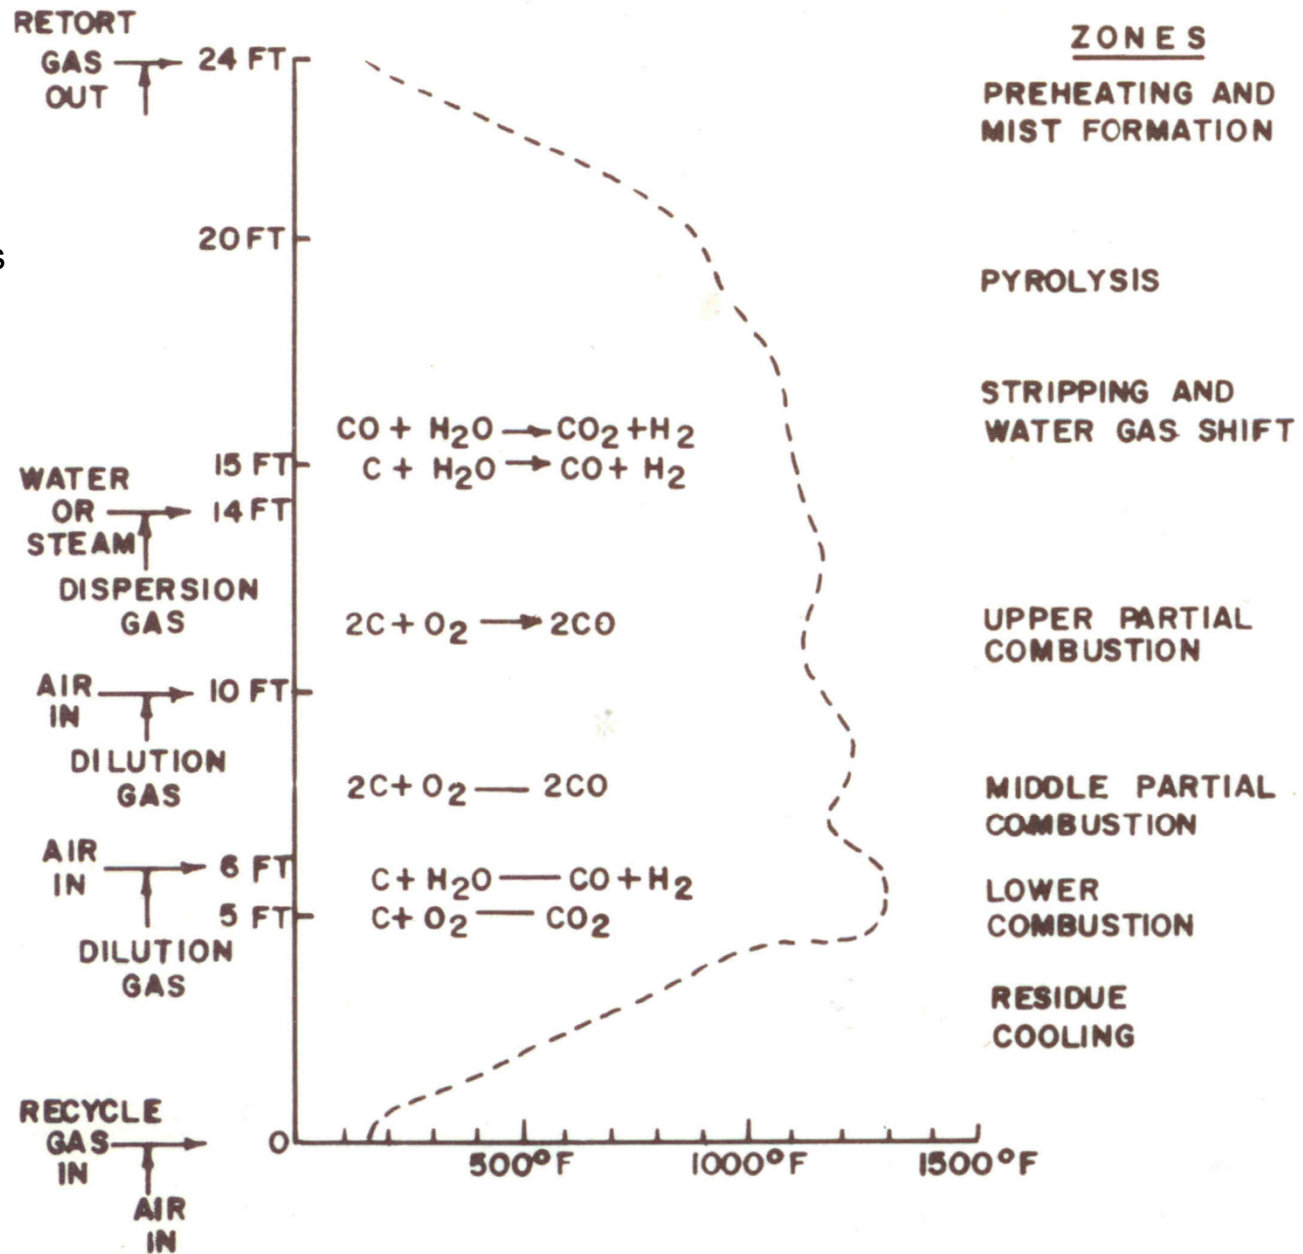 RETORT
GAS
OUT
24 FT
ZONES
PREHEATING AND
MIST FORMATION
20 FT
s
PYROLYSIS
STRIPPING AND
WATER GAS SHIFT
CO + H2O → CO2 + H2
15 FT
C + H2O → CO + H2
WATER
OR
STEAM
14 FT
DISPERSION
GAS
2C + O2 → 2CO
UPPER PARTIAL
COMBUSTION
AIR
IN
10 FT
DILUTION
GAS
2C + O2 — 2CO
MIDDLE PARTIAL
COMBUSTION
AIR
IN
6 FT
C + H2O — CO + H2
5 FT
C + O2 — CO2
LOWER
COMBUSTION
DILUTION
GAS
RESIDUE
COOLING
RECYCLE
GAS
IN
0
AIR
IN
500°F
1000°F
1500°F